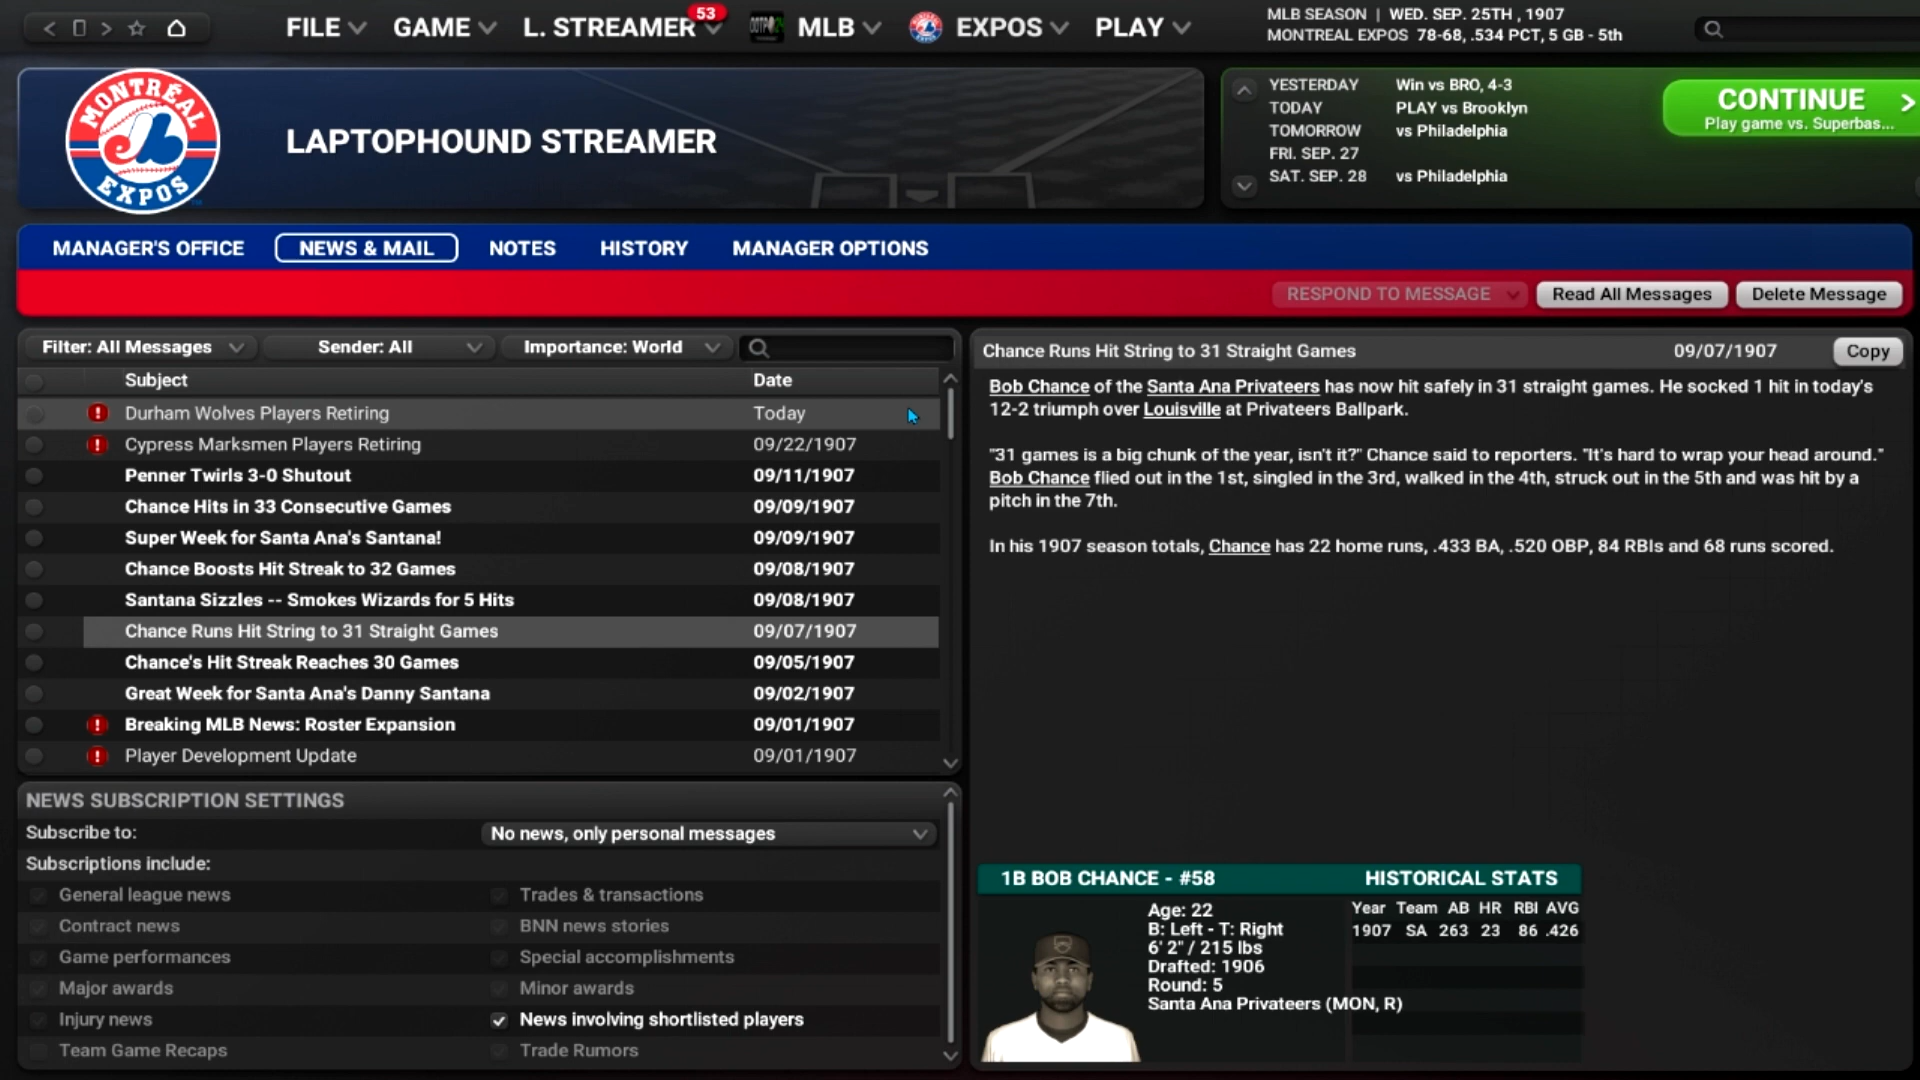 FILE
GAME
L. STREAMER
53
MLB
EXPOS
PLAY
MLB SEASON | WED. SEP. 25TH , 1907
MONTREAL EXPOS 78-68, .534 PCT, 5 GB - 5th
MONTRÉAL
EXPOS
LAPTOPHOUND STREAMER
YESTERDAY Win vs BRO, 4-3
TODAY PLAY vs Brooklyn
TOMORROW vs Philadelphia
FRI. SEP. 27
SAT. SEP. 28 vs Philadelphia
CONTINUE
Play game vs. Superbas...
MANAGER'S OFFICE NEWS & MAIL NOTES HISTORY MANAGER OPTIONS
RESPOND TO MESSAGE Read All Messages Delete Message
Filter: All Messages Sender: All Importance: World
Subject Date
Durham Wolves Players Retiring Today
Cypress Marksmen Players Retiring 09/22/1907
Penner Twirls 3-0 Shutout 09/11/1907
Chance Hits in 33 Consecutive Games 09/09/1907
Super Week for Santa Ana's Santana! 09/09/1907
Chance Boosts Hit Streak to 32 Games 09/08/1907
Santana Sizzles -- Smokes Wizards for 5 Hits 09/08/1907
Chance Runs Hit String to 31 Straight Games 09/07/1907
Chance's Hit Streak Reaches 30 Games 09/05/1907
Great Week for Santa Ana's Danny Santana 09/02/1907
Breaking MLB News: Roster Expansion 09/01/1907
Player Development Update 09/01/1907
NEWS SUBSCRIPTION SETTINGS
Subscribe to: No news, only personal messages
Subscriptions include:
General league news Trades & transactions
Contract news BNN news stories
Game performances Special accomplishments
Major awards Minor awards
Injury news News involving shortlisted players
Team Game Recaps Trade Rumors
Chance Runs Hit String to 31 Straight Games 09/07/1907 Copy
Bob Chance of the Santa Ana Privateers has now hit safely in 31 straight games. He socked 1 hit in today's
12-2 triumph over Louisville at Privateers Ballpark.
"31 games is a big chunk of the year, isn't it?" Chance said to reporters. "It's hard to wrap your head around."
Bob Chance flied out in the 1st, singled in the 3rd, walked in the 4th, struck out in the 5th and was hit by a
pitch in the 7th.
In his 1907 season totals, Chance has 22 home runs, .433 BA, .520 OBP, 84 RBIs and 68 runs scored.
1B BOB CHANCE - #58
Age: 22
B: Left - T: Right
6' 2" / 215 lbs
Drafted: 1906
Round: 5
Santa Ana Privateers (MON, R)
HISTORICAL STATS
Year Team AB HR RBI AVG
1907 SA 263 23 86 .426